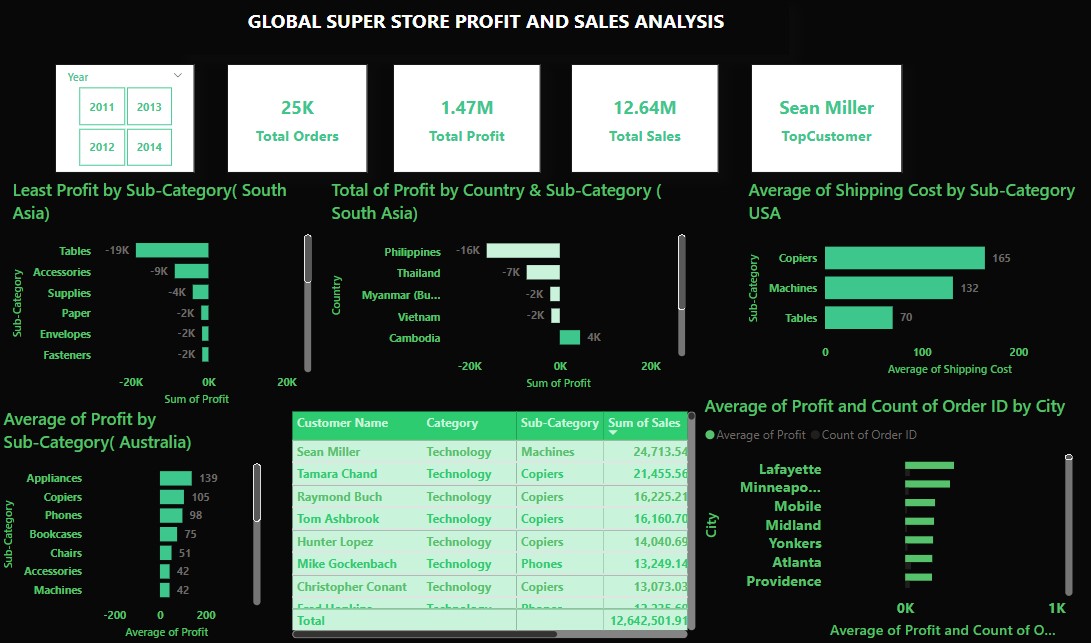 GLOBAL SUPER STORE PROFIT AND SALES ANALYSIS
Year
2011 2013
2012 2014
25K
Total Orders
1.47M
Total Profit
12.64M
Total Sales
Sean Miller
TopCustomer
Least Profit by Sub-Category( South
Asia)
Sub-Category
Tables -19K
Accessories -9K
Supplies -4K
Paper -2K
Envelopes -2K
Fasteners -2K
-20K 0K 20K
Sum of Profit
Total of Profit by Country & Sub-Category (
South Asia)
Country
Philippines -16K
Thailand -7K
Myanmar (Bu... -2K
Vietnam -2K
Cambodia 4K
-20K 0K 20K
Sum of Profit
Average of Shipping Cost by Sub-Category
USA
Sub-Category
Copiers 165
Machines 132
Tables 70
0 100 200
Average of Shipping Cost
Average of Profit by
Sub-Category( Australia)
Sub-Category
Appliances 139
Copiers 105
Phones 98
Bookcases 75
Chairs 51
Accessories 42
Machines 42
-200 0 200
Average of Profit
Customer Name Category Sub-Category Sum of Sales
Sean Miller Technology Machines 24,713.54
Tamara Chand Technology Copiers 21,455.56
Raymond Buch Technology Copiers 16,225.21
Tom Ashbrook Technology Copiers 16,160.70
Hunter Lopez Technology Copiers 14,040.69
Mike Gockenbach Technology Phones 13,249.14
Christopher Conant Technology Copiers 13,073.03
Total 12,642,501.91
Average of Profit and Count of Order ID by City
Average of Profit Count of Order ID
City
Lafayette
Minneapo...
Mobile
Midland
Yonkers
Atlanta
Providence
0K 1K
Average of Profit and Count of O...